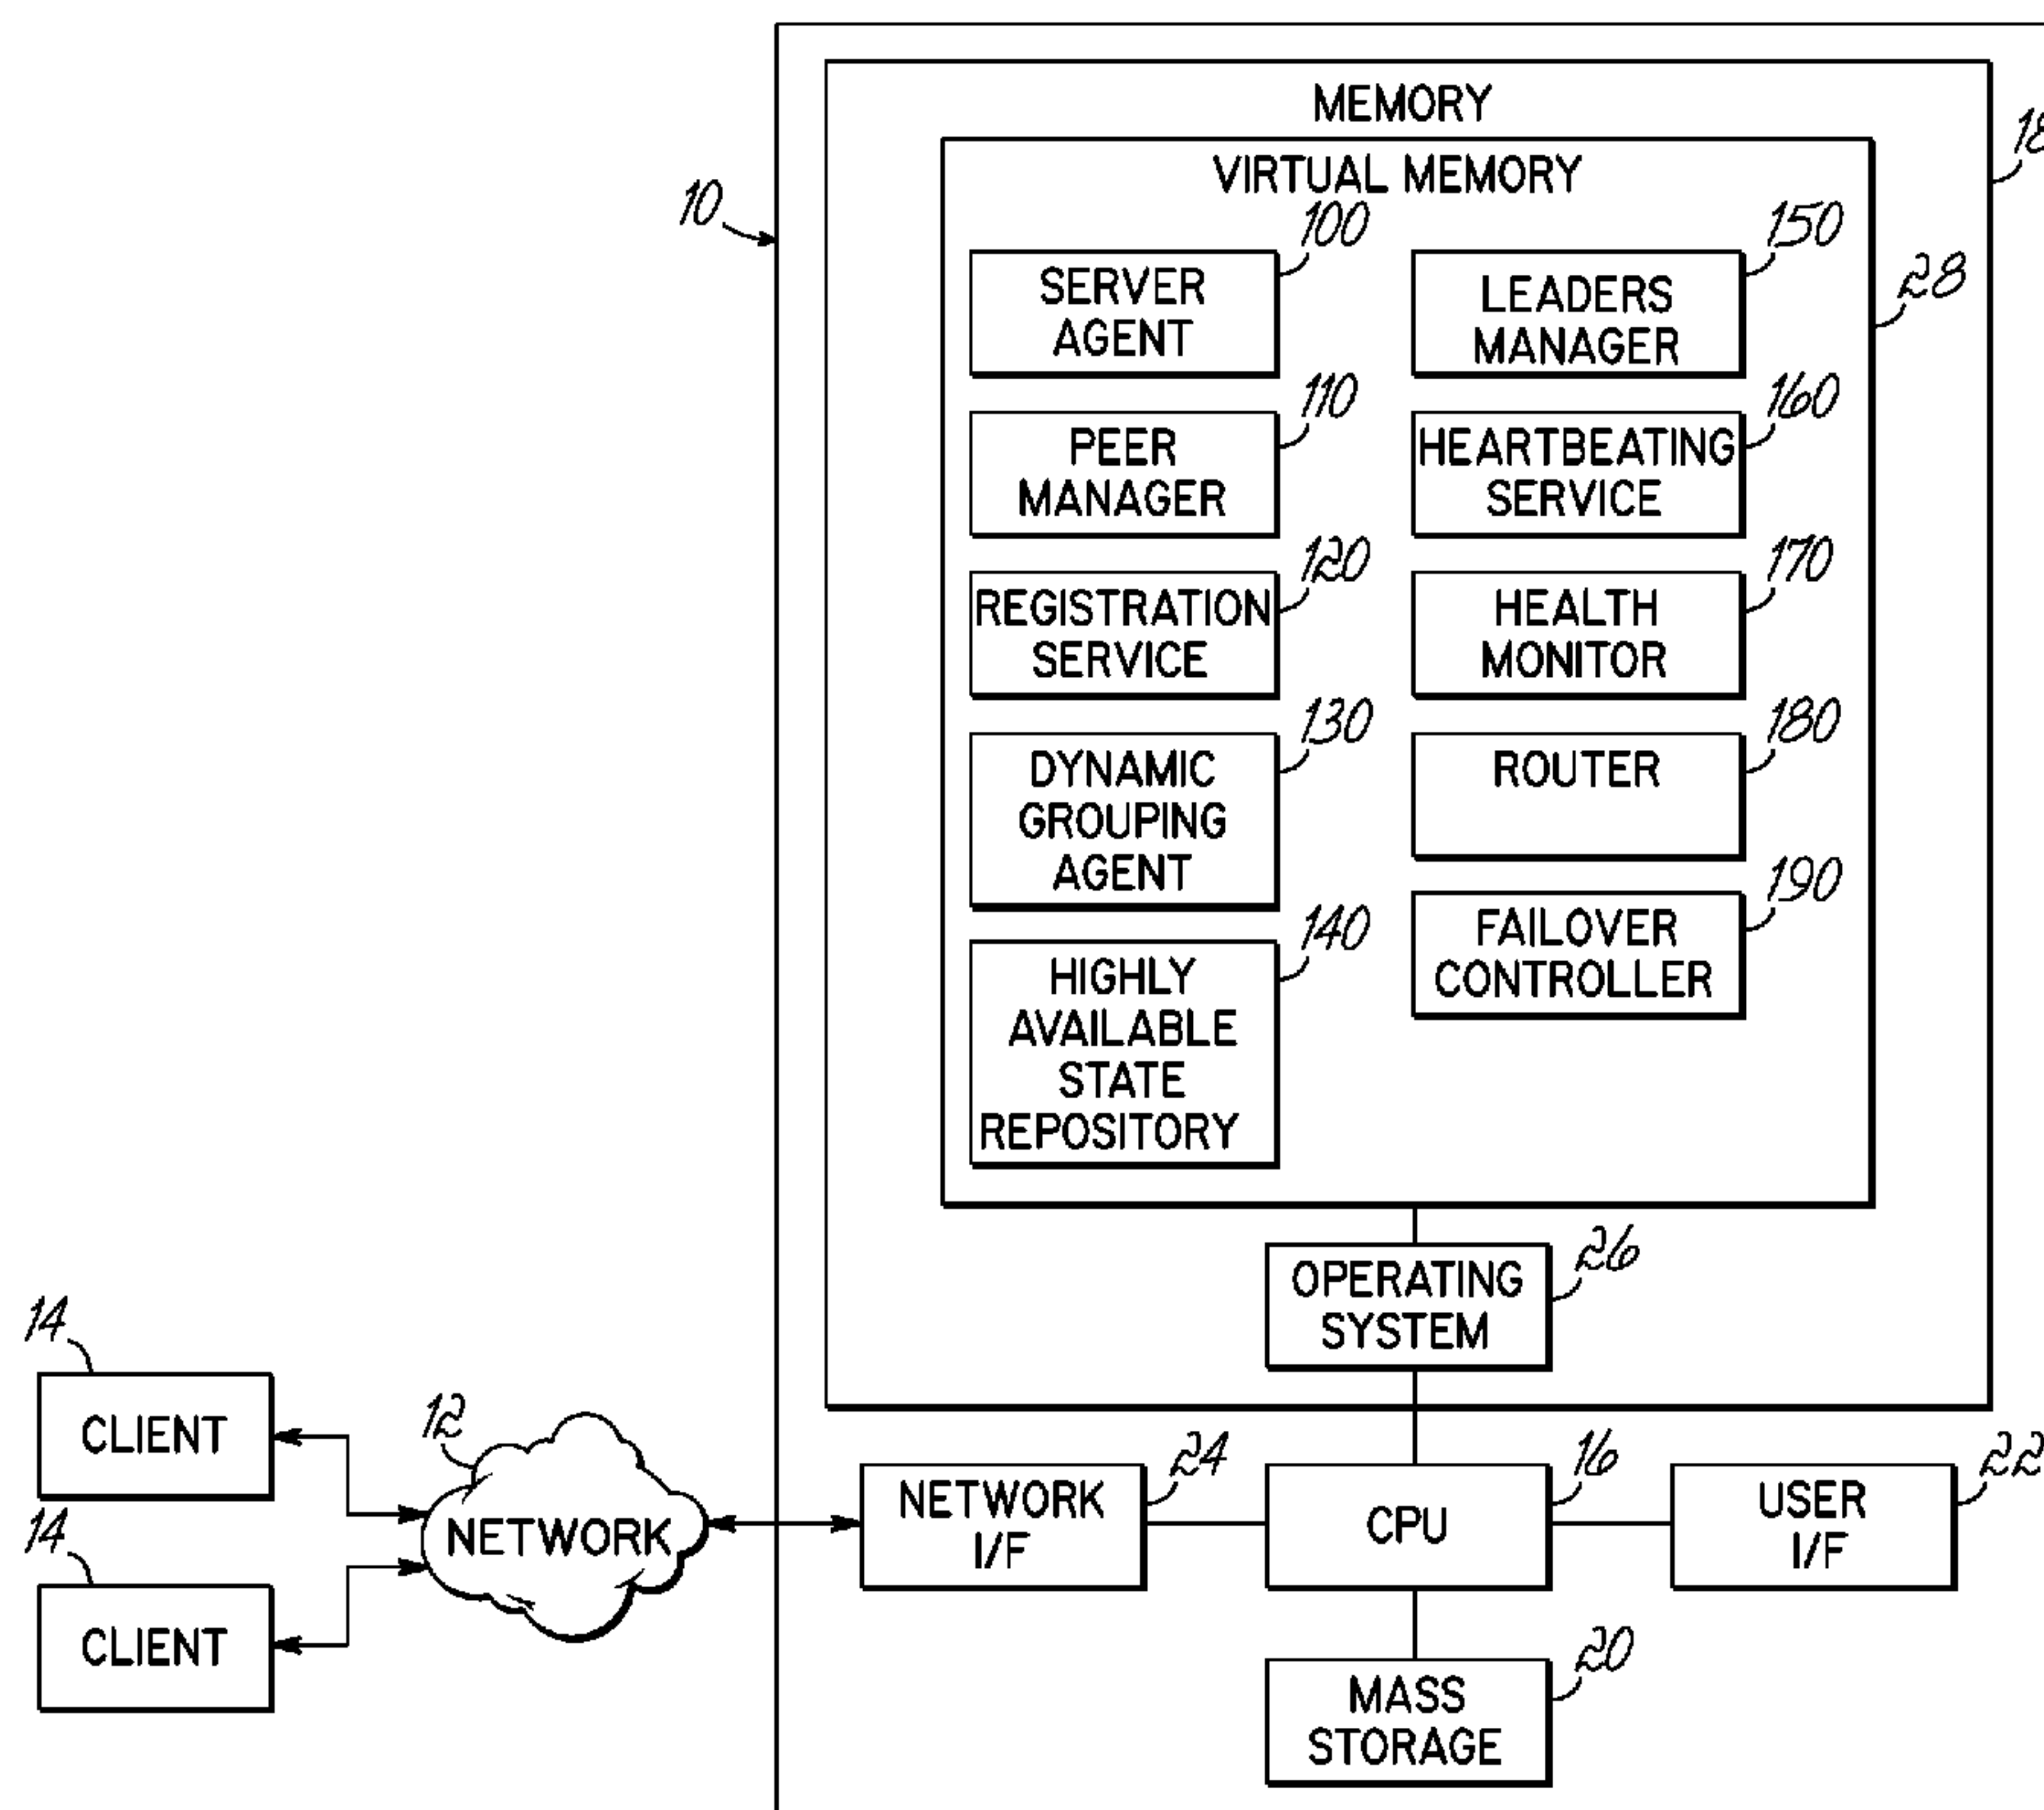 MEMORY
18
VIRTUAL MEMORY
10
100
150
SERVER
AGENT
LEADERS
MANAGER
28
110
160
PEER
MANAGER
HEARTBEATING
SERVICE
120
170
REGISTRATION
SERVICE
HEALTH
MONITOR
130
180
DYNAMIC
GROUPING
AGENT
ROUTER
140
190
HIGHLY
AVAILABLE
STATE
REPOSITORY
FAILOVER
CONTROLLER
26
OPERATING
SYSTEM
14
CLIENT
12
NETWORK
14
CLIENT
24
NETWORK
I/F
16
CPU
22
USER
I/F
20
MASS
STORAGE